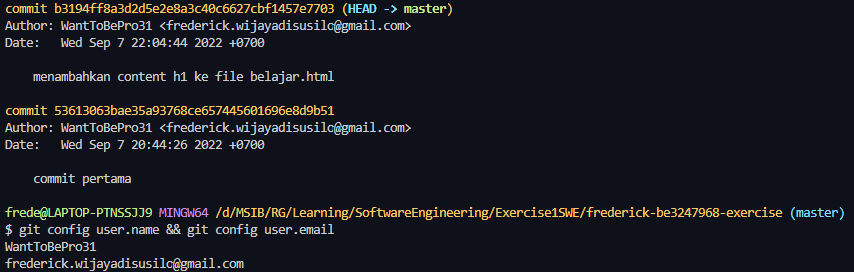 commit b3194ff8a3d2d5e2e8a3c40c6627cbf1457e7703 (HEAD -> master)
Author: WantToBePro31 <frederick.wijayadisusilo@gmail.com>
Date:   Wed Sep 7 22:04:44 2022 +0700
menambahkan content h1 ke file belajar.html
commit 53613063bae35a93768ce657445601696e8d9b51
Author: WantToBePro31 <frederick.wijayadisusilo@gmail.com>
Date:   Wed Sep 7 20:44:26 2022 +0700
commit pertama
frede@LAPTOP-PTNSSJJ9 MINGW64 /d/MSIB/RG/Learning/SoftwareEngineering/Exercise1SWE/frederick-be3247968-exercise (master)
$ git config user.name && git config user.email
WantToBePro31
frederick.wijayadisusilo@gmail.com